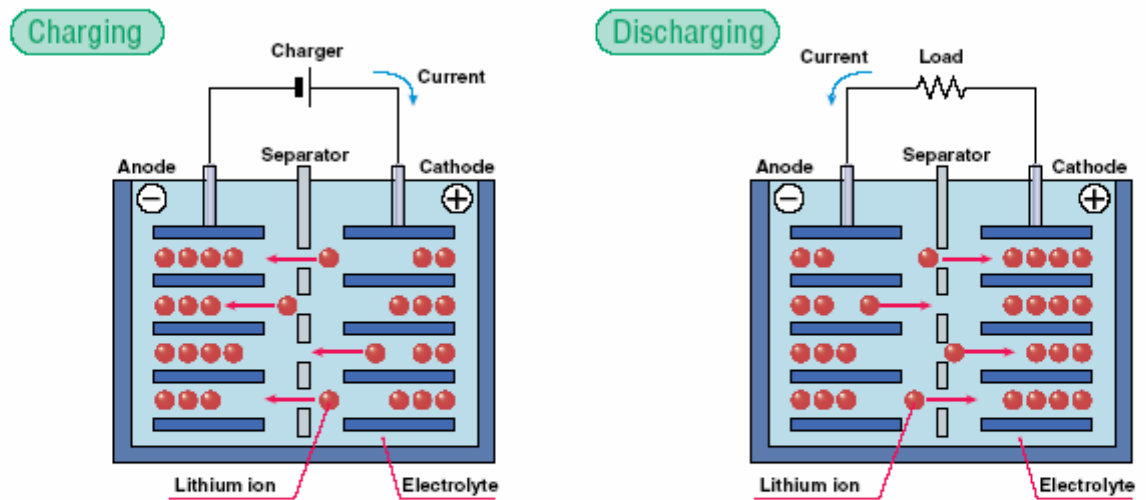 Charging
Charger
Current
Anode
Separator
Cathode
−
+
Lithium ion
Electrolyte
Discharging
Current
Load
Anode
Separator
Cathode
−
+
Lithium ion
Electrolyte